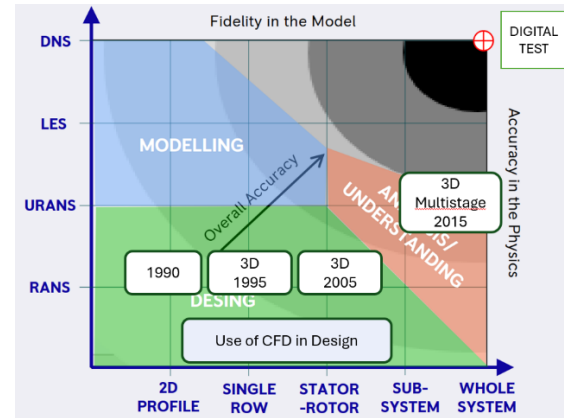 Fidelity in the Model
DIGITAL
TEST
DNS
LES
URANS
RANS
MODELLING
Overall Accuracy
ANALYSIS/
UNDERSTANDING
3D
Multistage
2015
Accuracy in the Physics
1990
3D
1995
3D
2005
DESING
Use of CFD in Design
2D
PROFILE
SINGLE
ROW
STATOR
-ROTOR
SUB-
SYSTEM
WHOLE
SYSTEM